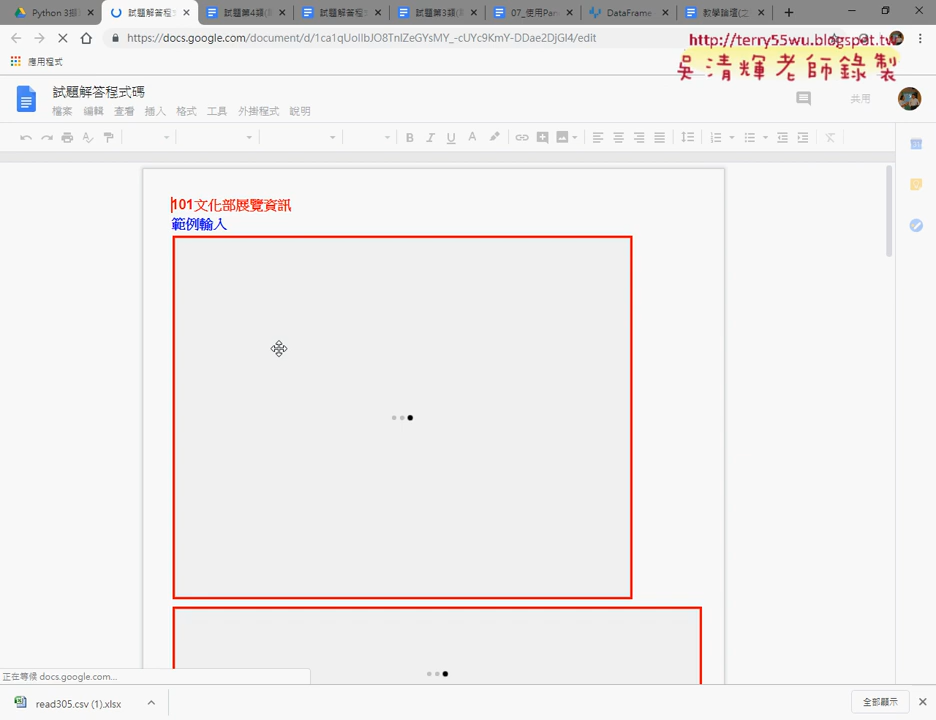 Python 3擷
試題解答程式
試題第4類(
試題解答程式
試題第3類(
07_使用Pan
DataFrame
教學論壇(之
https://docs.google.com/document/d/1ca1qUoIlbJO8TnlZeGYsMY_-cUYc9KmY-DDae2DjGI4/edit
http://terry55wu.blogspot.tw
吳清輝老師錄製
應用程式
試題解答程式碼
檔案 編輯 查看 插入 格式 工具 外掛程式 說明
共用
101文化部展覽資訊
範例輸入
正在等候 docs.google.com...
read305.csv (1).xlsx
全部顯示